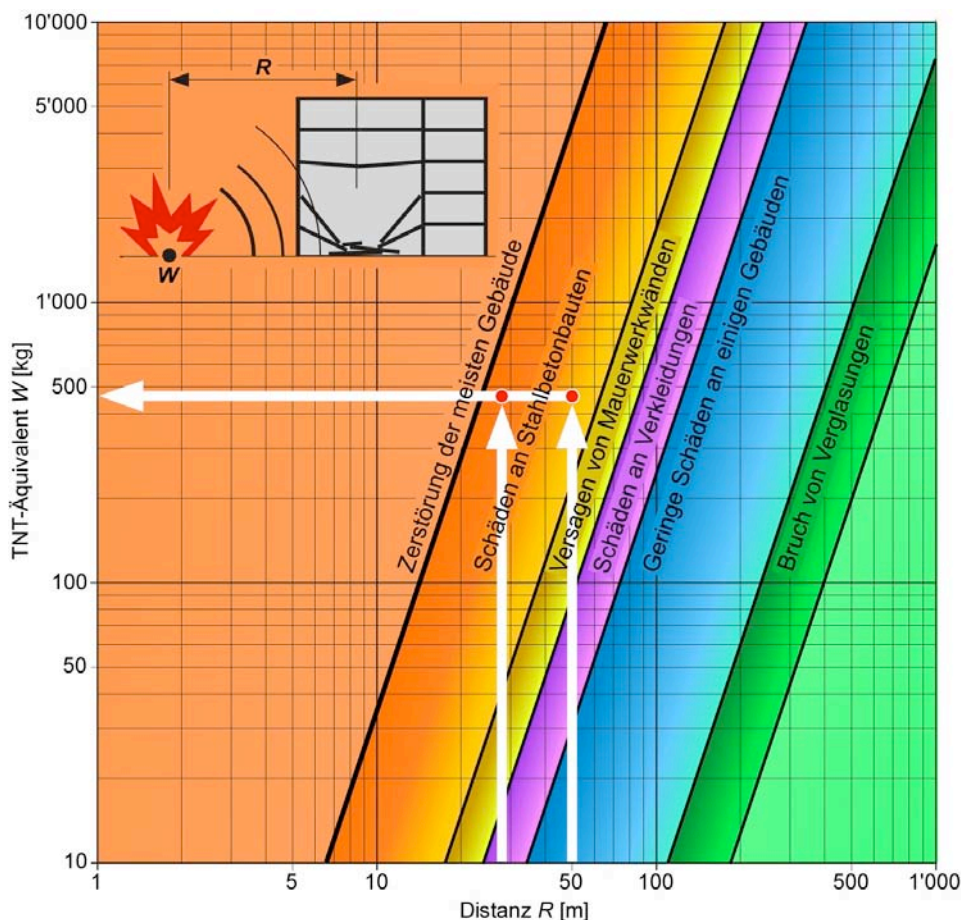 10'000
5'000
1'000
500
100
50
10
TNT-Äquivalent W [kg]
R
W
Zerstörung der meisten Gebäude
Schäden an Stahlbetonbauten
Versagen von Mauerwerkwänden
Schäden an Verkleidungen
Geringe Schäden an einigen Gebäuden
Bruch von Verglasungen
1
5
10
50
100
500
1'000
Distanz R [m]